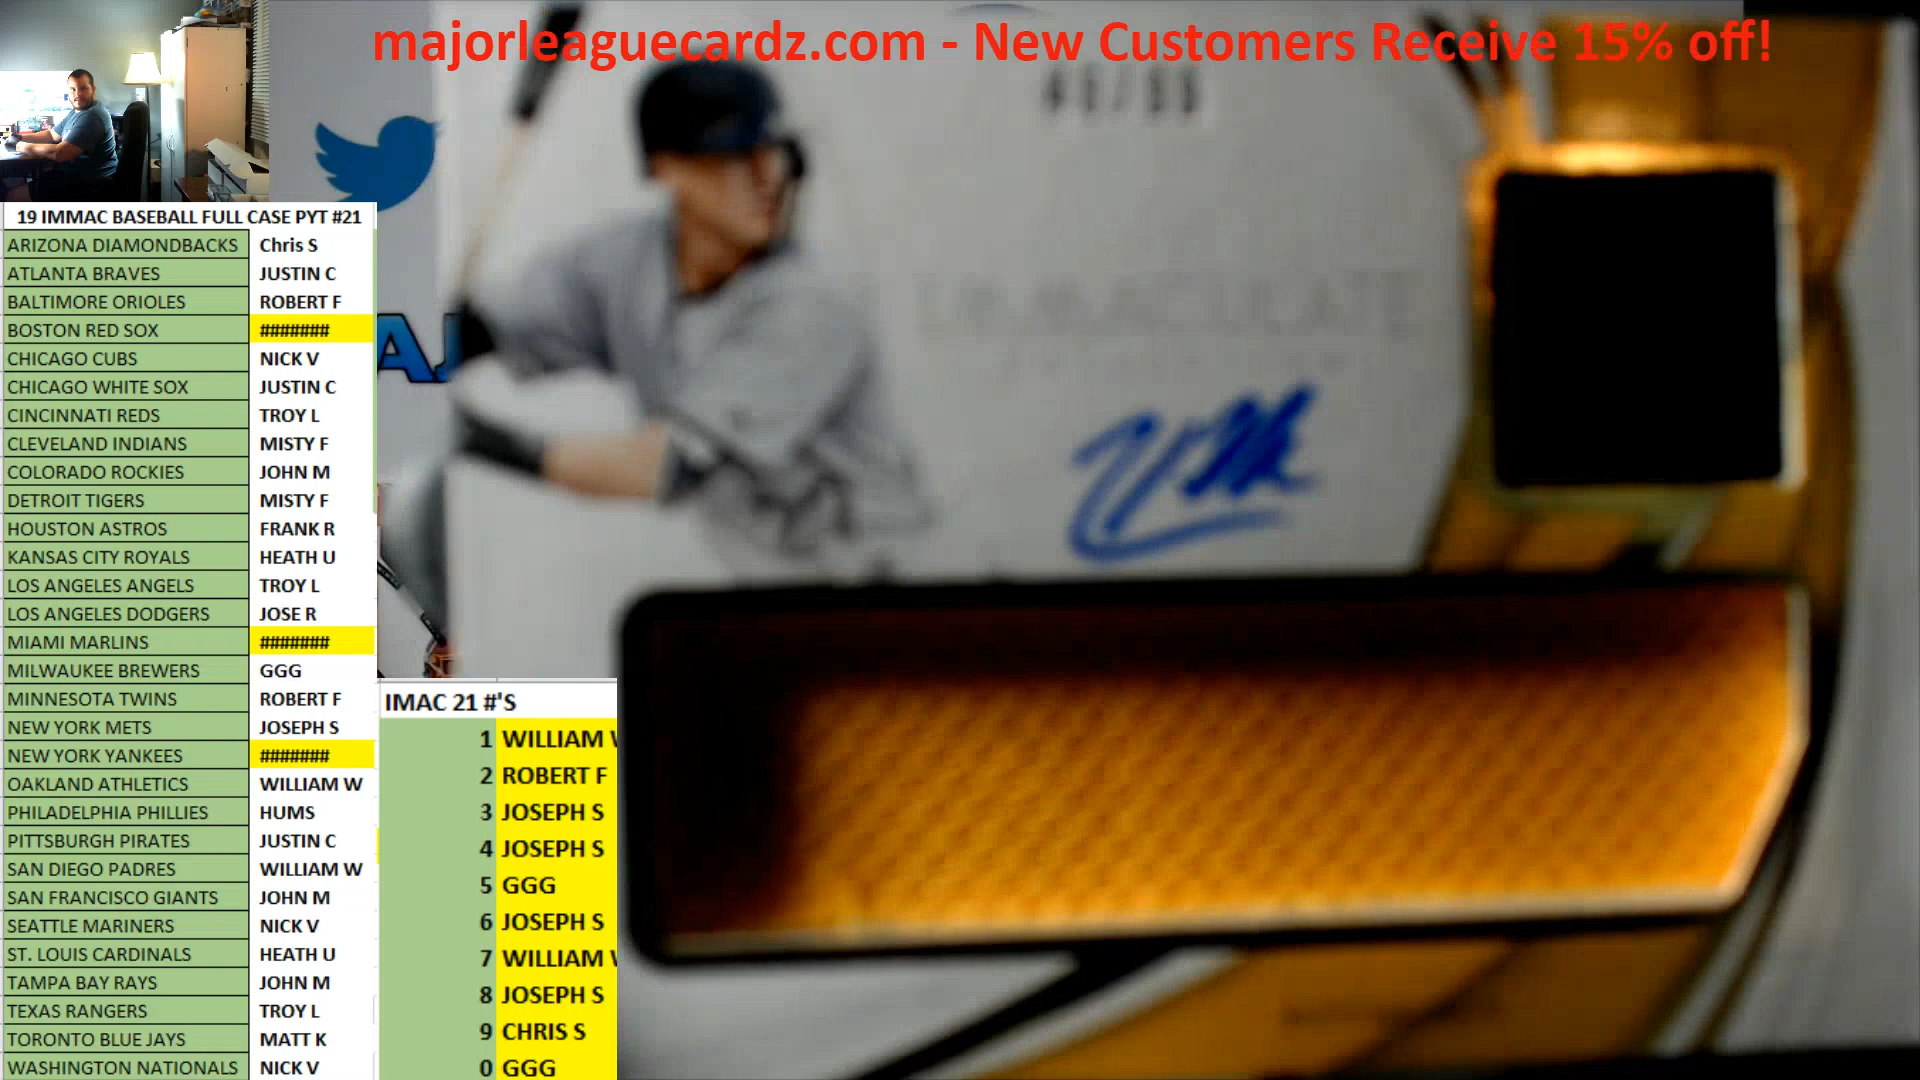 majorleaguecardz.com - New Customers Receive 15% off!
19 IMMAC BASEBALL FULL CASE PYT #21
ARIZONA DIAMONDBACKS Chris S
ATLANTA BRAVES JUSTIN C
BALTIMORE ORIOLES ROBERT F
BOSTON RED SOX #######
CHICAGO CUBS NICK V
CHICAGO WHITE SOX JUSTIN C
CINCINNATI REDS TROY L
CLEVELAND INDIANS MISTY F
COLORADO ROCKIES JOHN M
DETROIT TIGERS MISTY F
HOUSTON ASTROS FRANK R
KANSAS CITY ROYALS HEATH U
LOS ANGELES ANGELS TROY L
LOS ANGELES DODGERS JOSE R
MIAMI MARLINS #######
MILWAUKEE BREWERS GGG
MINNESOTA TWINS ROBERT F
NEW YORK METS JOSEPH S
NEW YORK YANKEES #######
OAKLAND ATHLETICS WILLIAM W
PHILADELPHIA PHILLIES HUMS
PITTSBURGH PIRATES JUSTIN C
SAN DIEGO PADRES WILLIAM W
SAN FRANCISCO GIANTS JOHN M
SEATTLE MARINERS NICK V
ST. LOUIS CARDINALS HEATH U
TAMPA BAY RAYS JOHN M
TEXAS RANGERS TROY L
TORONTO BLUE JAYS MATT K
WASHINGTON NATIONALS NICK V
IMAC 21 #'S
1 WILLIAM
2 ROBERT F
3 JOSEPH S
4 JOSEPH S
5 GGG
6 JOSEPH S
7 WILLIAM
8 JOSEPH S
9 CHRIS S
0 GGG
IMMACULATE